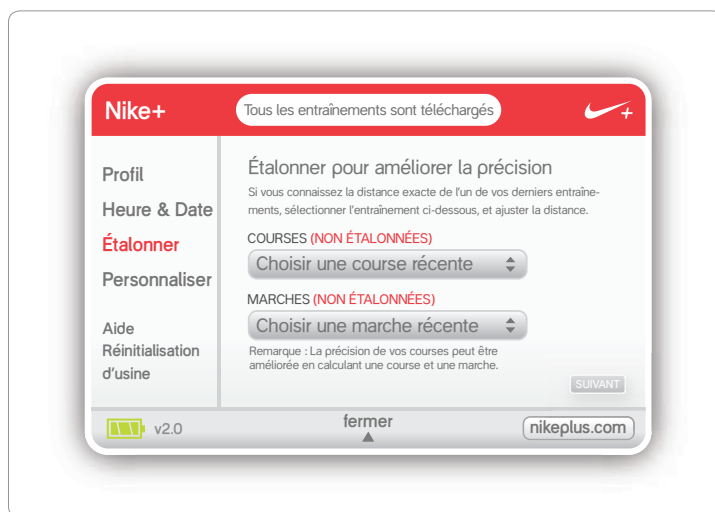 Nike+
Tous les entraînements sont téléchargés
+
Profil
Heure & Date
Étalonner
Personnaliser
Aide
Réinitialisation
d'usine
Étalonner pour améliorer la précision
Si vous connaissez la distance exacte de l'un de vos derniers entraîne-
ments, sélectionner l'entraînement ci-dessous, et ajuster la distance.
COURSES (NON ÉTALONNÉES)
Choisir une course récente
MARCHES (NON ÉTALONNÉES)
Choisir une marche récente
Remarque : La précision de vos courses peut être
améliorée en calculant une course et une marche.
SUIVANT
v2.0
fermer
nikeplus.com